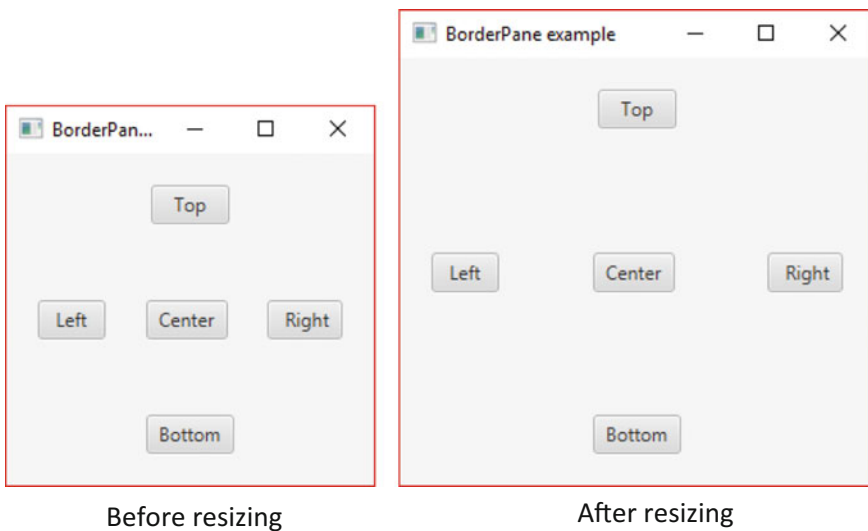 BorderPan...
Top
Left Center Right
Bottom
Before resizing
BorderPane example
Top
Left Center Right
Bottom
After resizing